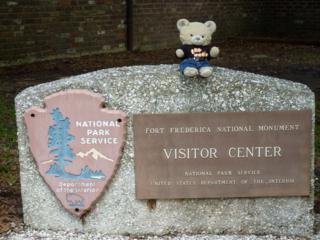 NATIONAL
PARK
SERVICE
Department
of the Interior
FORT FREDERICA NATIONAL MONUMENT
VISITOR CENTER
NATIONAL PARK SERVICE
UNITED STATES DEPARTMENT OF THE INTERIOR